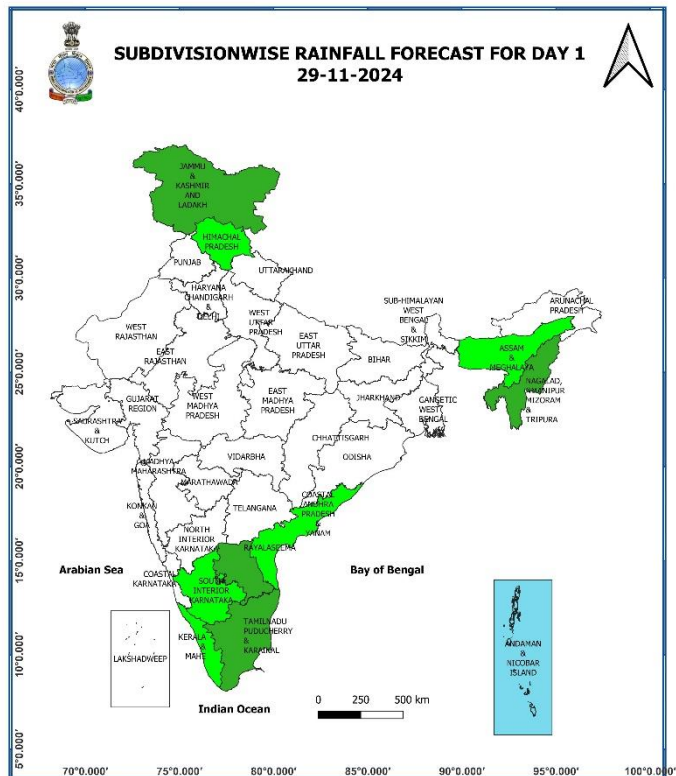 SUBDIVISIONWISE RAINFALL FORECAST FOR DAY 1
29-11-2024
40°0.000'
35°0.000'
30°0.000'
25°0.000'
20°0.000'
15°0.000'
10°0.000'
5°0.000'
JAMMU
&
KASHMIR
AND
LADAKH
HIMACHAL
PRADESH
PUNJAB
UTTARAKHAND
HARYANA
CHANDIGARH
&
DELHI
WEST
UTTAR
PRADESH
WEST
RAJASTHAN
EAST
RAJASTHAN
EAST
UTTAR
PRADESH
SUB-HIMALAYAN
WEST
BENGAL
&
SIKKIM
ARUNACHAL
PRADESH
ASSAM
&
MEGHALAYA
NAGALAD,
MANIPUR
MIZORAM
&
TRIPURA
BIHAR
JHARKHAND
GANGETIC
WEST
BENGAL
GUJARAT
REGION
SAURASHTRA
&
KUTCH
WEST
MADHYA
PRADESH
EAST
MADHYA
PRADESH
CHHATTISGARH
ODISHA
VIDARBHA
MADHYA
MAHARASHTRA
MARATHAWADA
KONKAN
&
GOA
TELANGANA
COASTAL
ANDHRA
PRADESH
&
YANAM
NORTH
INTERIOR
KARNATAKA
RAYALASEEMA
COASTAL
KARNATAKA
SOUTH
INTERIOR
KARNATAKA
TAMILNADU
PUDUCHERRY
&
KARAIKAL
KERALA
&
MAHE
LAKSHADWEEP
ANDAMAN
&
NICOBAR
ISLAND
Arabian Sea
Bay of Bengal
Indian Ocean
0 250 500 km
70°0.000' 75°0.000' 80°0.000' 85°0.000' 90°0.000' 95°0.000' 100°0.000'